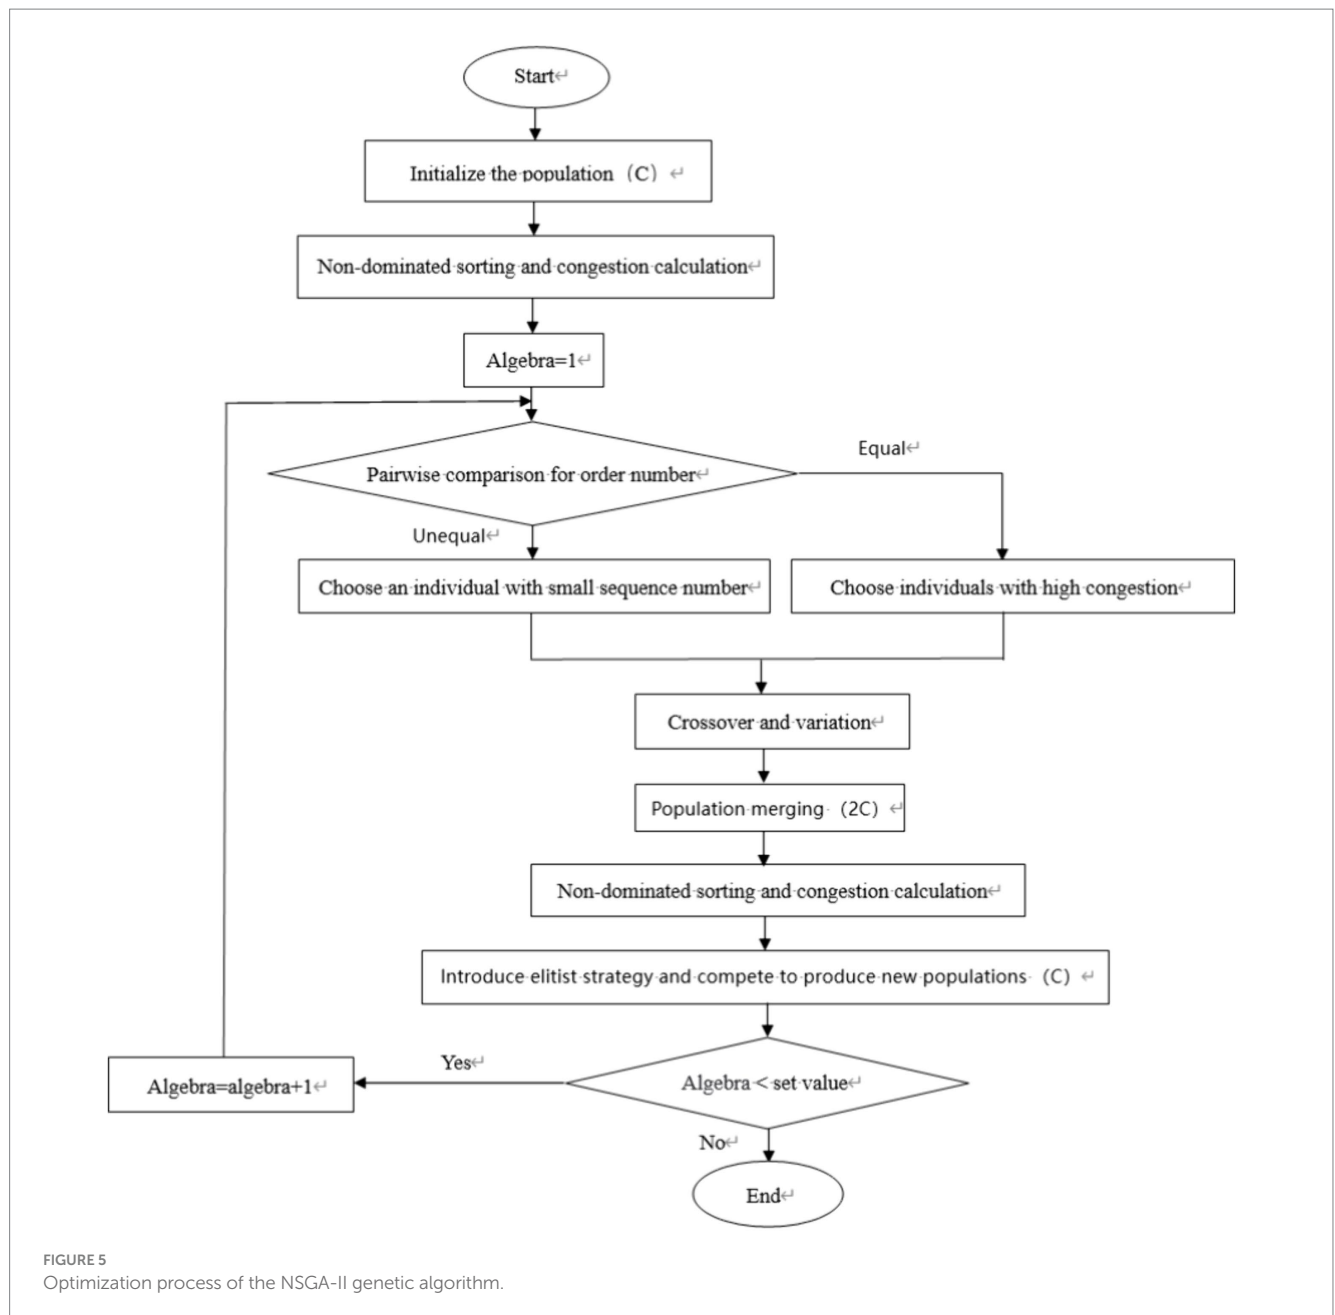 Start
Initialize the population (C)
Non-dominated sorting and congestion calculation
Algebra=1
Pairwise comparison for order number
Equal
Unequal
Choose an individual with small sequence number
Choose individuals with high congestion
Crossover and variation
Population merging (2C)
Non-dominated sorting and congestion calculation
Introduce elitist strategy and compete to produce new populations (C)
Algebra < set value
Yes
Algebra=algebra+1
No
End
FIGURE 5
Optimization process of the NSGA-II genetic algorithm.